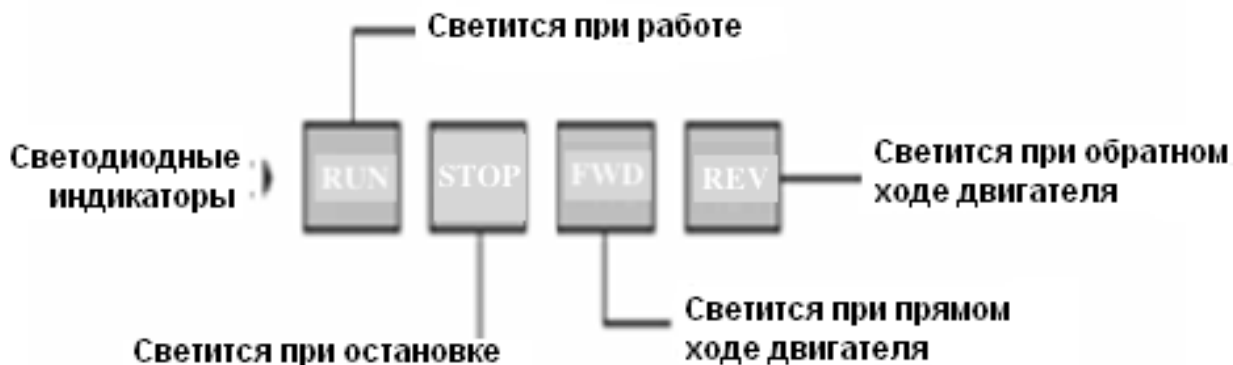 Светится при работе
Светодиодные
индикаторы
RUN
STOP
FWD
REV
Светится при обратном
ходе двигателя
Светится при прямом
ходе двигателя
Светится при остановке